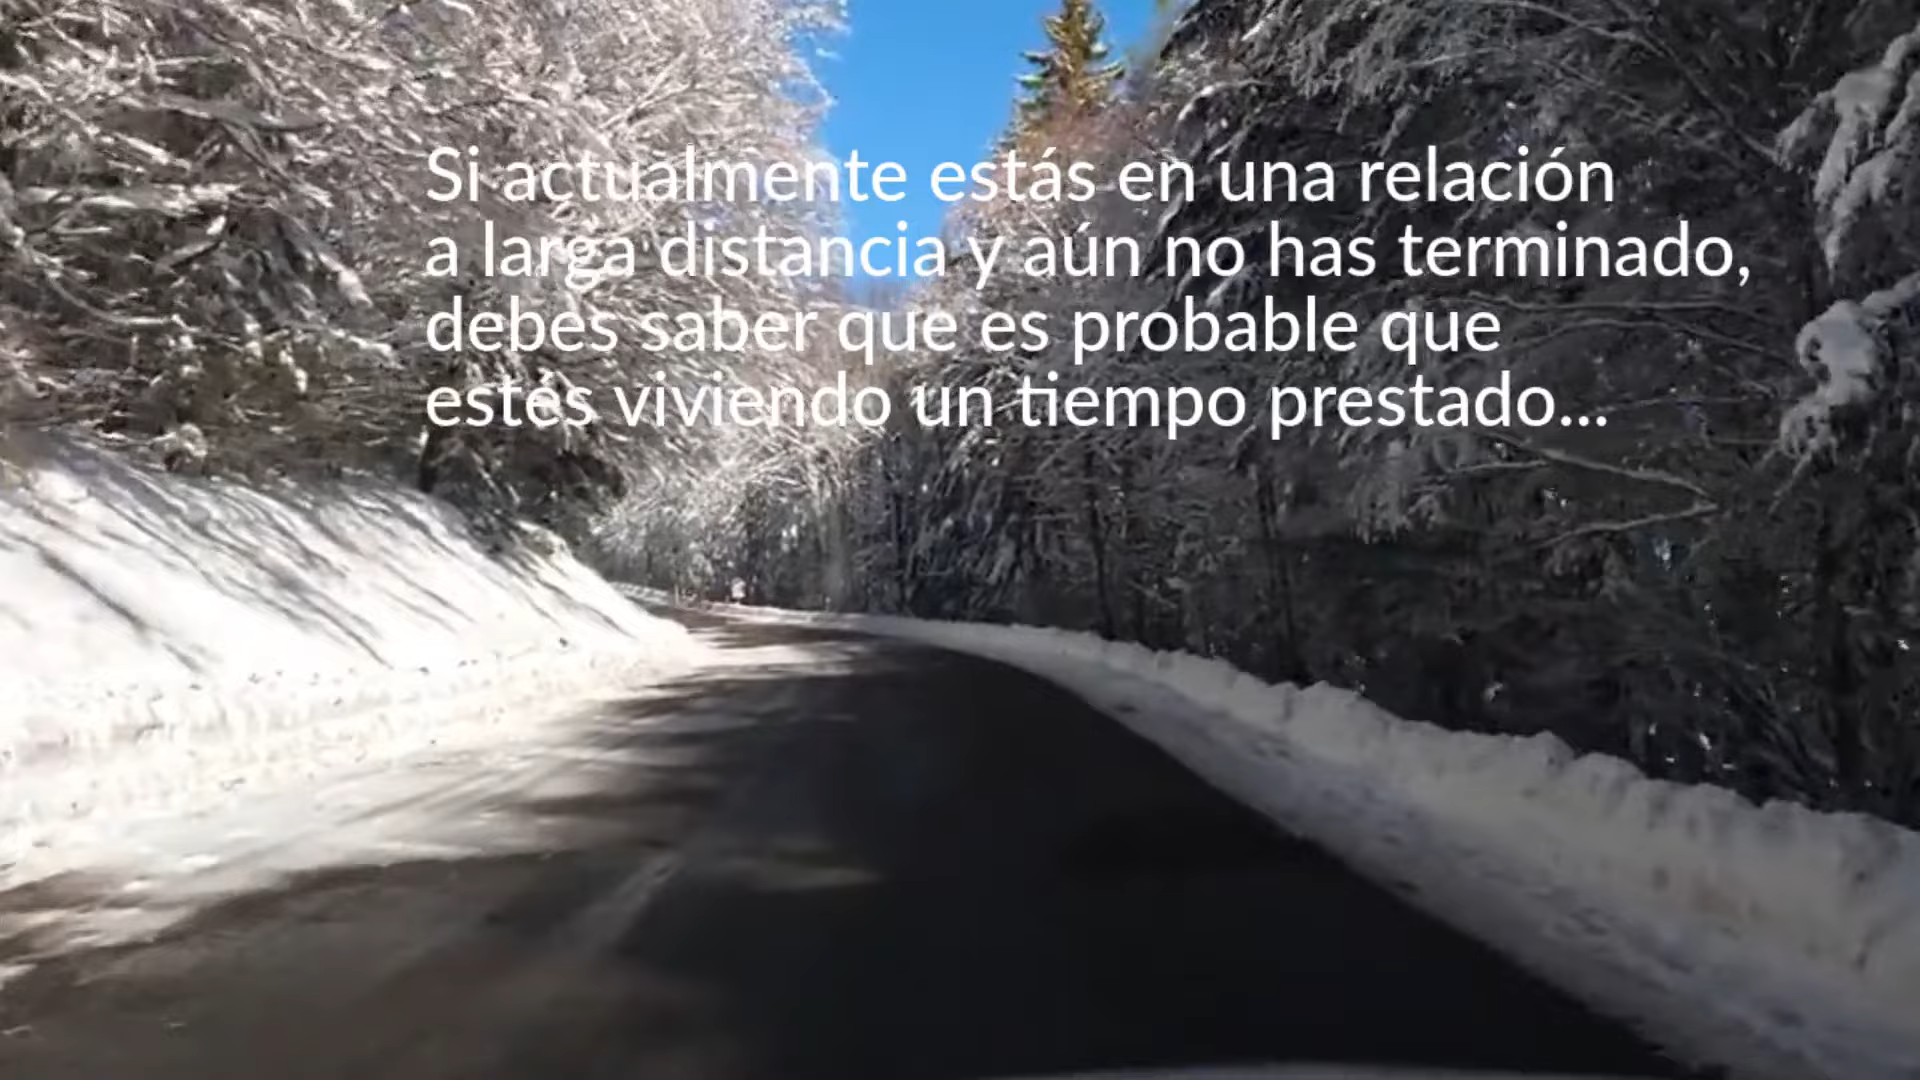 Si actualmente estás en una relación
a larga distancia y aún no has terminado,
debes saber que es probable que
estés viviendo un tiempo prestado...